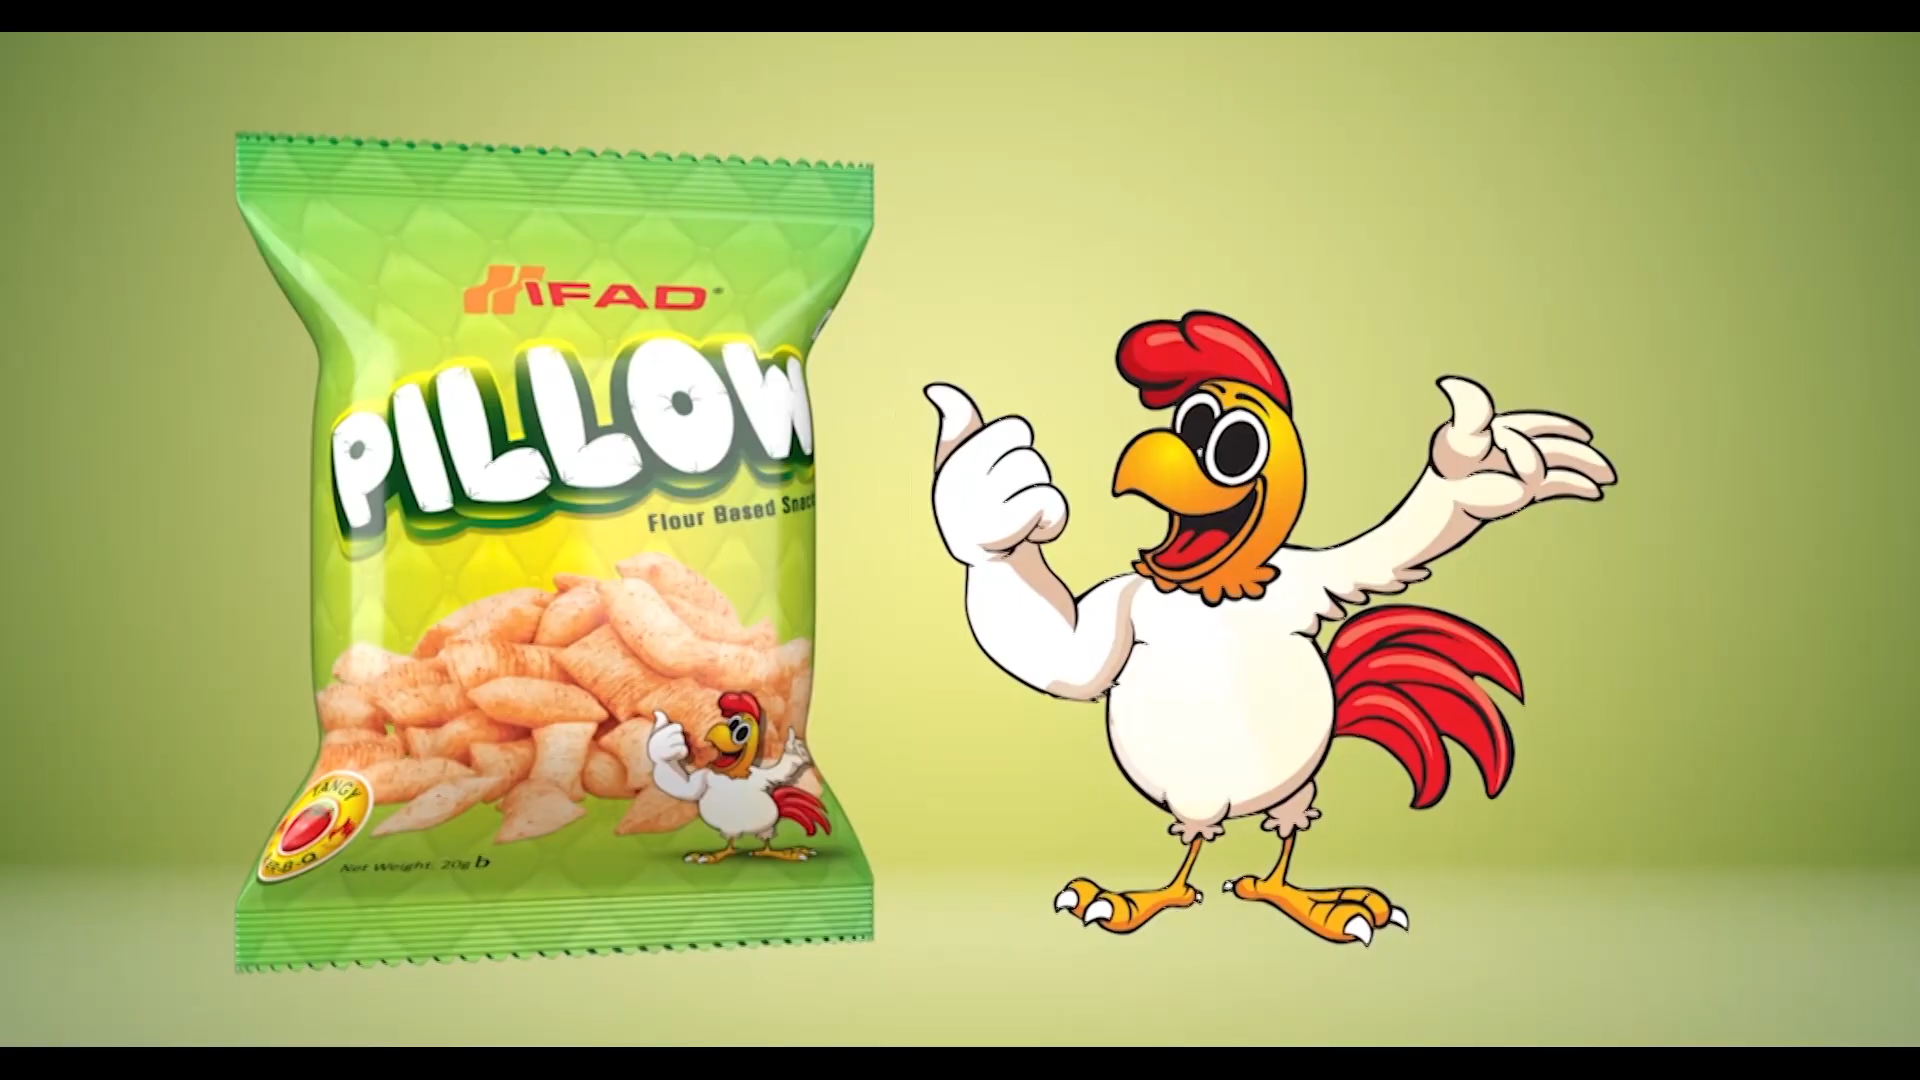 IFAD®
PILLOW
Flour Based Snac
TANGY
B-Q
Net Weight. 20g b